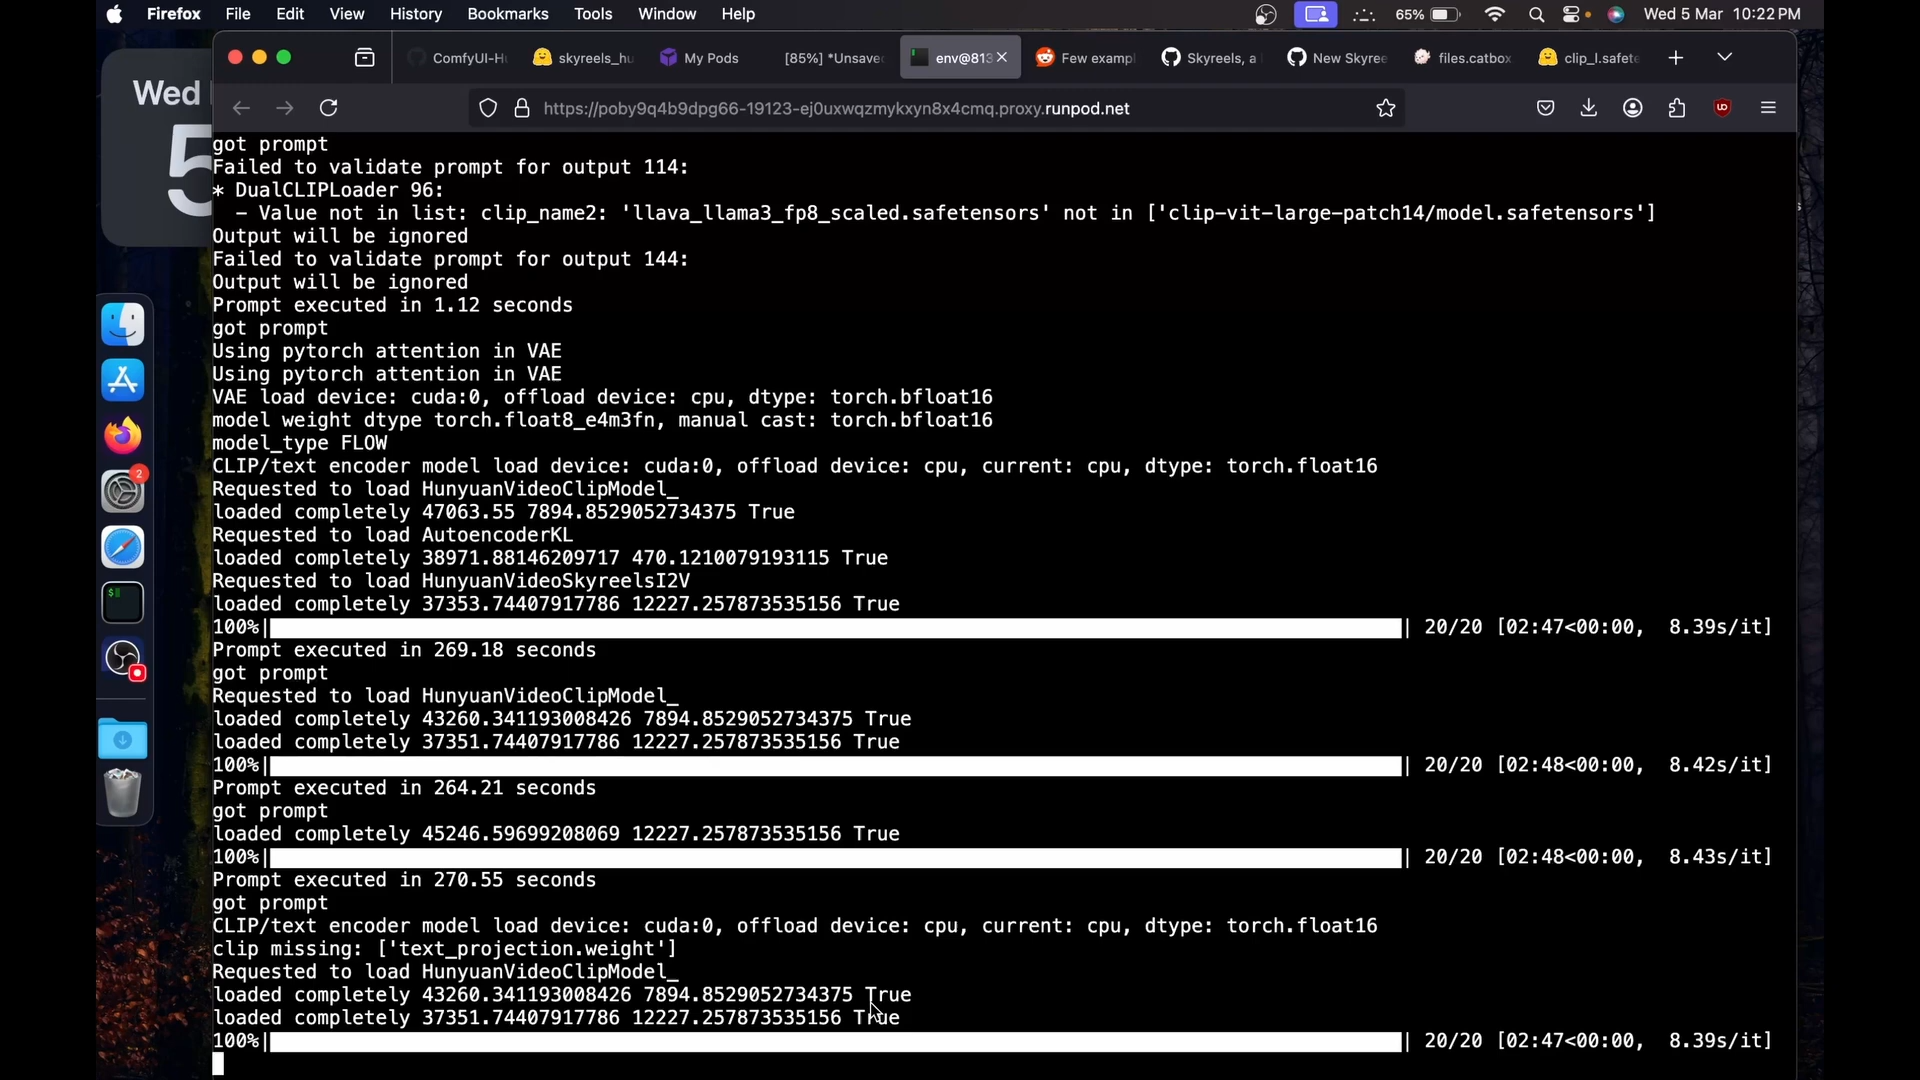 Firefox File Edit View History Bookmarks Tools Window Help 65% Wed 5 Mar 10:22 PM
ComfyUI-H skyreels_hu My Pods [85%] *Unsave env@813 Few examp Skyreels, a New Skyree files.catbox clip_l.safete
https://poby9q4b9dpg66-19123-ej0uxwqzmykxyn8x4cmq.proxy.runpod.net
Wed
5
2
got prompt
Failed to validate prompt for output 114:
* DualCLIPLoader 96:
- Value not in list: clip_name2: 'llava_llama3_fp8_scaled.safetensors' not in ['clip-vit-large-patch14/model.safetensors']
Output will be ignored
Failed to validate prompt for output 144:
Output will be ignored
Prompt executed in 1.12 seconds
got prompt
Using pytorch attention in VAE
Using pytorch attention in VAE
VAE load device: cuda:0, offload device: cpu, dtype: torch.bfloat16
model weight dtype torch.float8_e4m3fn, manual cast: torch.bfloat16
model_type FLOW
CLIP/text encoder model load device: cuda:0, offload device: cpu, current: cpu, dtype: torch.float16
Requested to load HunyuanVideoClipModel_
loaded completely 47063.55 7894.8529052734375 True
Requested to load AutoencoderKL
loaded completely 38971.88146209717 470.1210079193115 True
Requested to load HunyuanVideoSkyreelsI2V
loaded completely 37353.74407917786 12227.257873535156 True
100%| | 20/20 [02:47<00:00, 8.39s/it]
Prompt executed in 269.18 seconds
got prompt
Requested to load HunyuanVideoClipModel_
loaded completely 43260.341193008426 7894.8529052734375 True
loaded completely 37351.74407917786 12227.257873535156 True
100%| | 20/20 [02:48<00:00, 8.42s/it]
Prompt executed in 264.21 seconds
got prompt
loaded completely 45246.59699208069 12227.257873535156 True
100%| | 20/20 [02:48<00:00, 8.43s/it]
Prompt executed in 270.55 seconds
got prompt
CLIP/text encoder model load device: cuda:0, offload device: cpu, current: cpu, dtype: torch.float16
clip missing: ['text_projection.weight']
Requested to load HunyuanVideoClipModel_
loaded completely 43260.341193008426 7894.8529052734375 True
loaded completely 37351.74407917786 12227.257873535156 True
100%| | 20/20 [02:47<00:00, 8.39s/it]